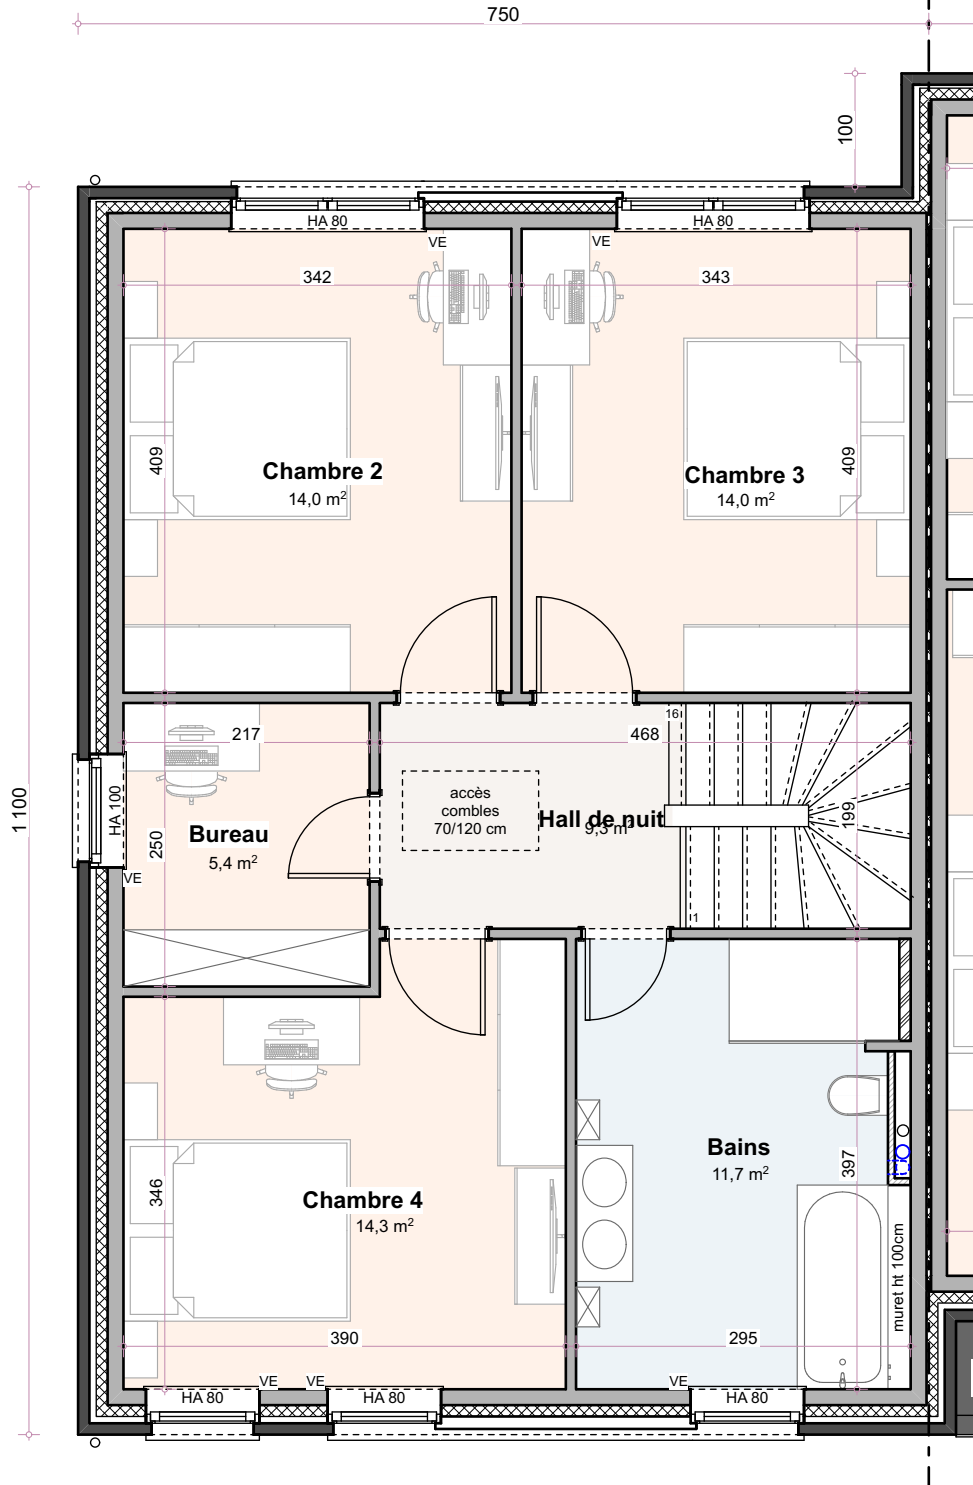 750
100
HA 80
HA 80
VE
VE
342
343
409
409
Chambre 2
14,0 m²
Chambre 3
14,0 m²
1100
217
468
16
HA 100
250
accès
combles
70/120 cm
Hall de nuit
9,3 m²
199
Bureau
5,4 m²
VE
1
346
Chambre 4
14,3 m²
Bains
11,7 m²
397
muret ht 100cm
390
295
VE
VE
VE
HA 80
HA 80
HA 80